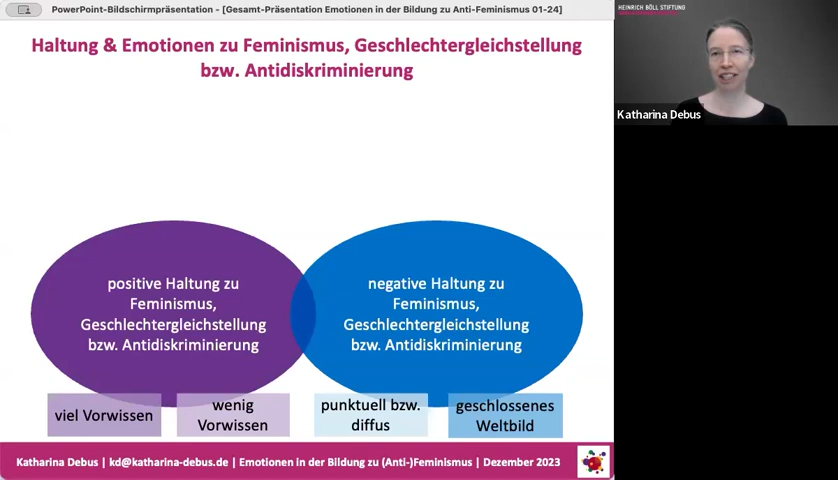 PowerPoint-Bildschirmpräsentation - [Gesamt-Präsentation Emotionen in der Bildung zu Anti-Feminismus 01-24]
HEINRICH BÖLL STIFTUNG
Haltung & Emotionen zu Feminismus, Geschlechtergleichstellung
bzw. Antidiskriminierung
Katharina Debus
positive Haltung zu
Feminismus,
Geschlechtergleichstellung
bzw. Antidiskriminierung
negative Haltung zu
Feminismus,
Geschlechtergleichstellung
bzw. Antidiskriminierung
viel Vorwissen
wenig
Vorwissen
punktuell bzw.
diffus
geschlossenes
Weltbild
Katharina Debus | kd@katharina-debus.de | Emotionen in der Bildung zu (Anti-)Feminismus | Dezember 2023